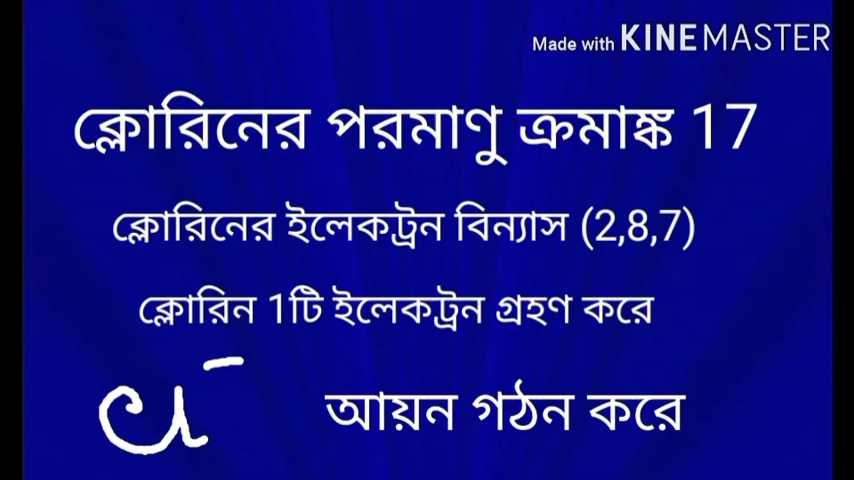 Made with KINEMASTER
ক্লোরিনের পরমাণু ক্রমাঙ্ক 17
ক্লোরিনের ইলেকট্রন বিন্যাস (2,8,7)
ক্লোরিন 1টি ইলেকট্রন গ্রহণ করে
Cl⁻ আয়ন গঠন করে